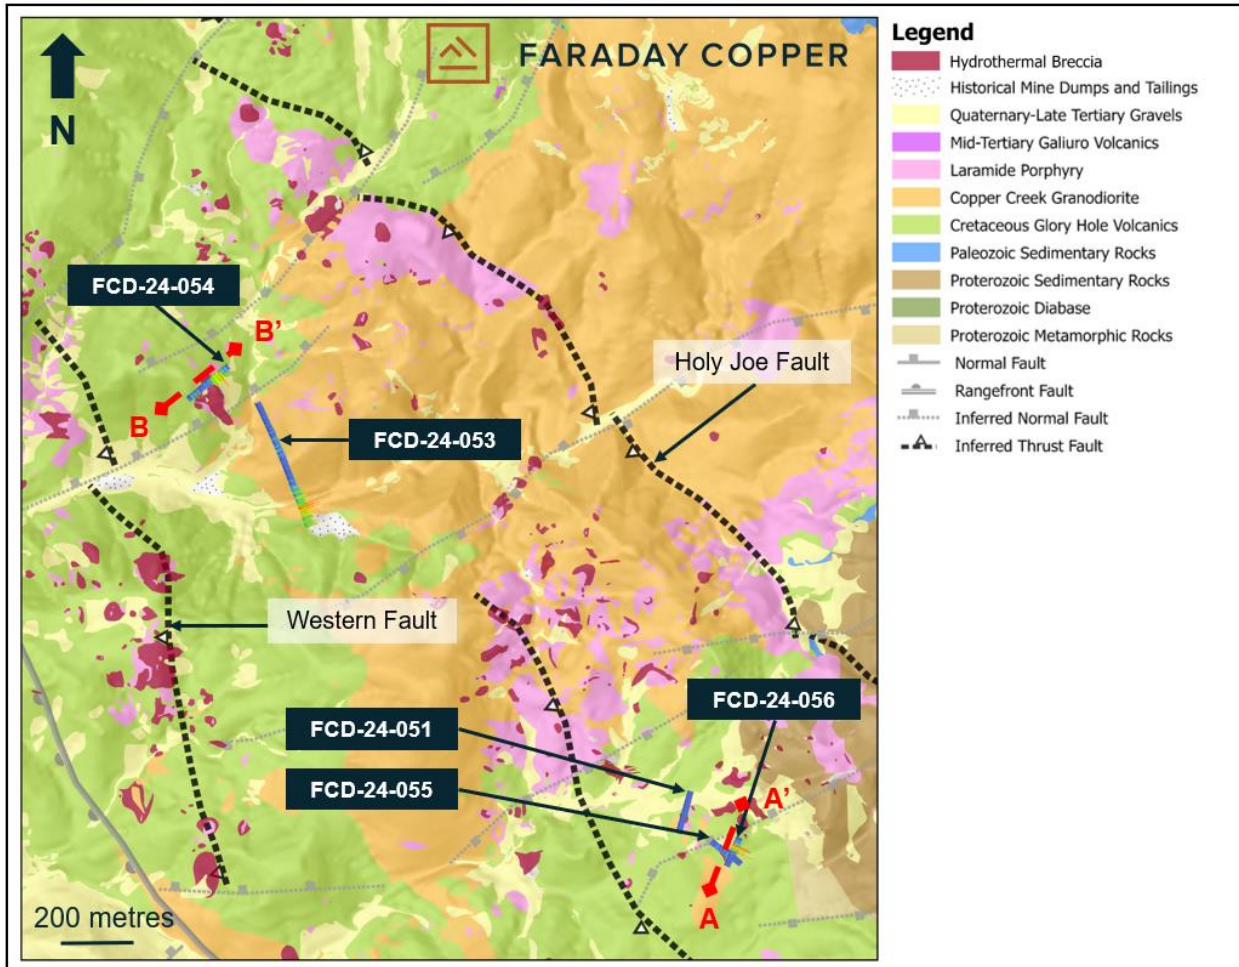 FARADAY COPPER
N
FCD-24-054
B'
B
Holy Joe Fault
FCD-24-053
Western Fault
FCD-24-056
FCD-24-051
FCD-24-055
A'
A
200 metres
Legend
Hydrothermal Breccia
Historical Mine Dumps and Tailings
Quaternary-Late Tertiary Gravels
Mid-Tertiary Galiuro Volcanics
Laramide Porphyry
Copper Creek Granodiorite
Cretaceous Glory Hole Volcanics
Paleozoic Sedimentary Rocks
Proterozoic Sedimentary Rocks
Proterozoic Diabase
Proterozoic Metamorphic Rocks
Normal Fault
Rangefront Fault
Inferred Normal Fault
Inferred Thrust Fault